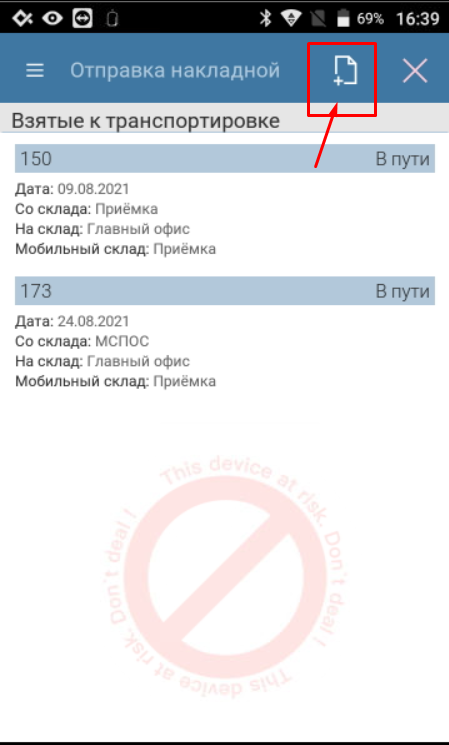 69% 16:39
Отправка накладной
Взятые к транспортировке
150 В пути
Дата: 09.08.2021
Со склада: Приёмка
На склад: Главный офис
Мобильный склад: Приёмка
173 В пути
Дата: 24.08.2021
Со склада: МСПОС
На склад: Главный офис
Мобильный склад: Приёмка
This device at risk. Don't deal !
This device at risk. Don't deal !